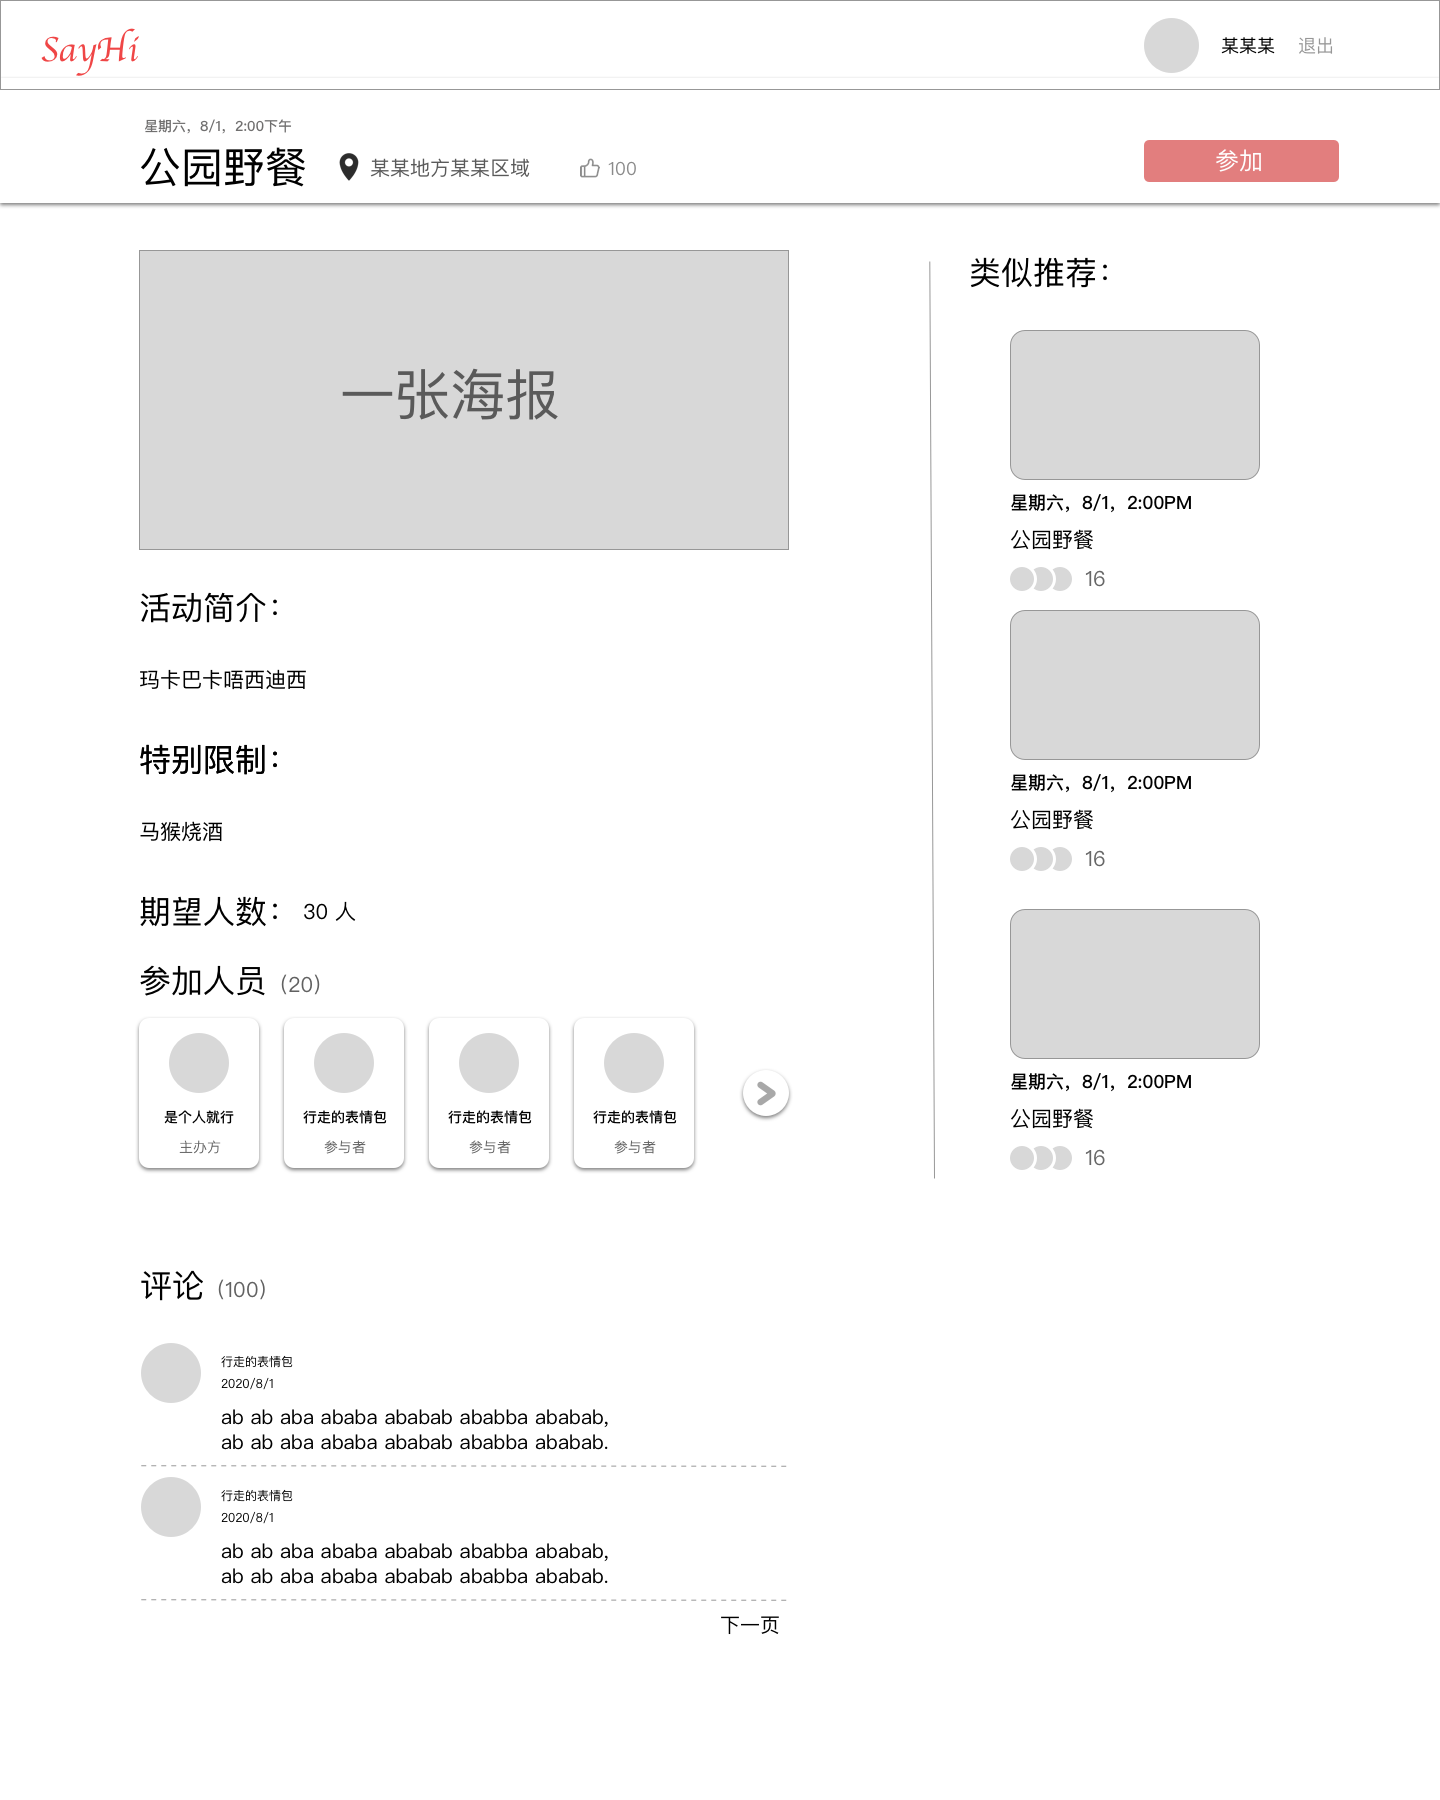 SayHi
某某某
退出
星期六，8/1，2:00下午
公园野餐
某某地方某某区域
100
参加
一张海报
活动简介：
玛卡巴卡唔西迪西
特别限制：
马猴烧酒
期望人数：
30 人
参加人员
(20)
是个人就行
主办方
行走的表情包
参与者
行走的表情包
参与者
行走的表情包
参与者
类似推荐：
星期六，8/1，2:00PM
公园野餐
16
星期六，8/1，2:00PM
公园野餐
16
星期六，8/1，2:00PM
公园野餐
16
评论
(100)
行走的表情包
2020/8/1
ab ab aba ababa ababab ababba ababab,
ab ab aba ababa ababab ababba ababab.
行走的表情包
2020/8/1
ab ab aba ababa ababab ababba ababab,
ab ab aba ababa ababab ababba ababab.
下一页